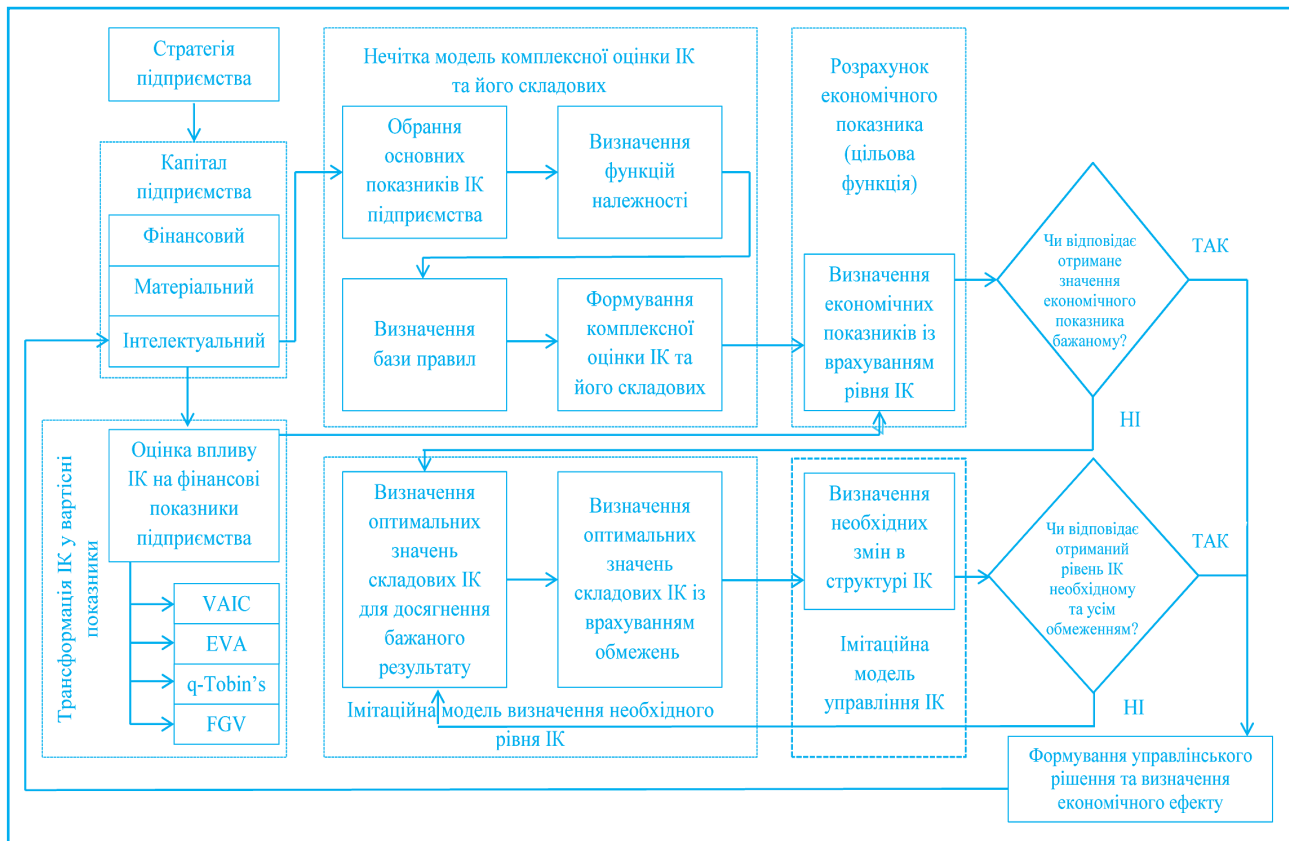 Стратегія
підприємства
Капітал
підприємства
Фінансовий
Матеріальний
Інтелектуальний
Нечітка модель комплексної оцінки ІК
та його складових
Обрання
основних
показників ІК
підприємства
Визначення
функцій
належності
Визначення
бази правил
Формування
комплексної
оцінки ІК та
його складових
Розрахунок
економічного
показника
(цільова
функція)
Визначення
економічних
показників із
врахуванням
рівня ІК
Чи відповідає
отримане
значення
економічного
показника
бажаному?
ТАК
НІ
Трансформація ІК у вартісні
показники
Оцінка впливу
ІК на фінансові
показники
підприємства
VAIC
EVA
q-Tobin’s
FGV
Визначення
оптимальних
значень
складових ІК
для досягнення
бажаного
результату
Визначення
оптимальних
значень
складових ІК із
врахуванням
обмежень
Імітаційна модель визначення необхідного
рівня ІК
Визначення
необхідних
змін в
структурі ІК
Імітаційна
модель
управління ІК
Чи відповідає
отриманий
рівень ІК
необхідному
та усім
обмеженням?
ТАК
НІ
Формування управлінського
рішення та визначення
економічного ефекту